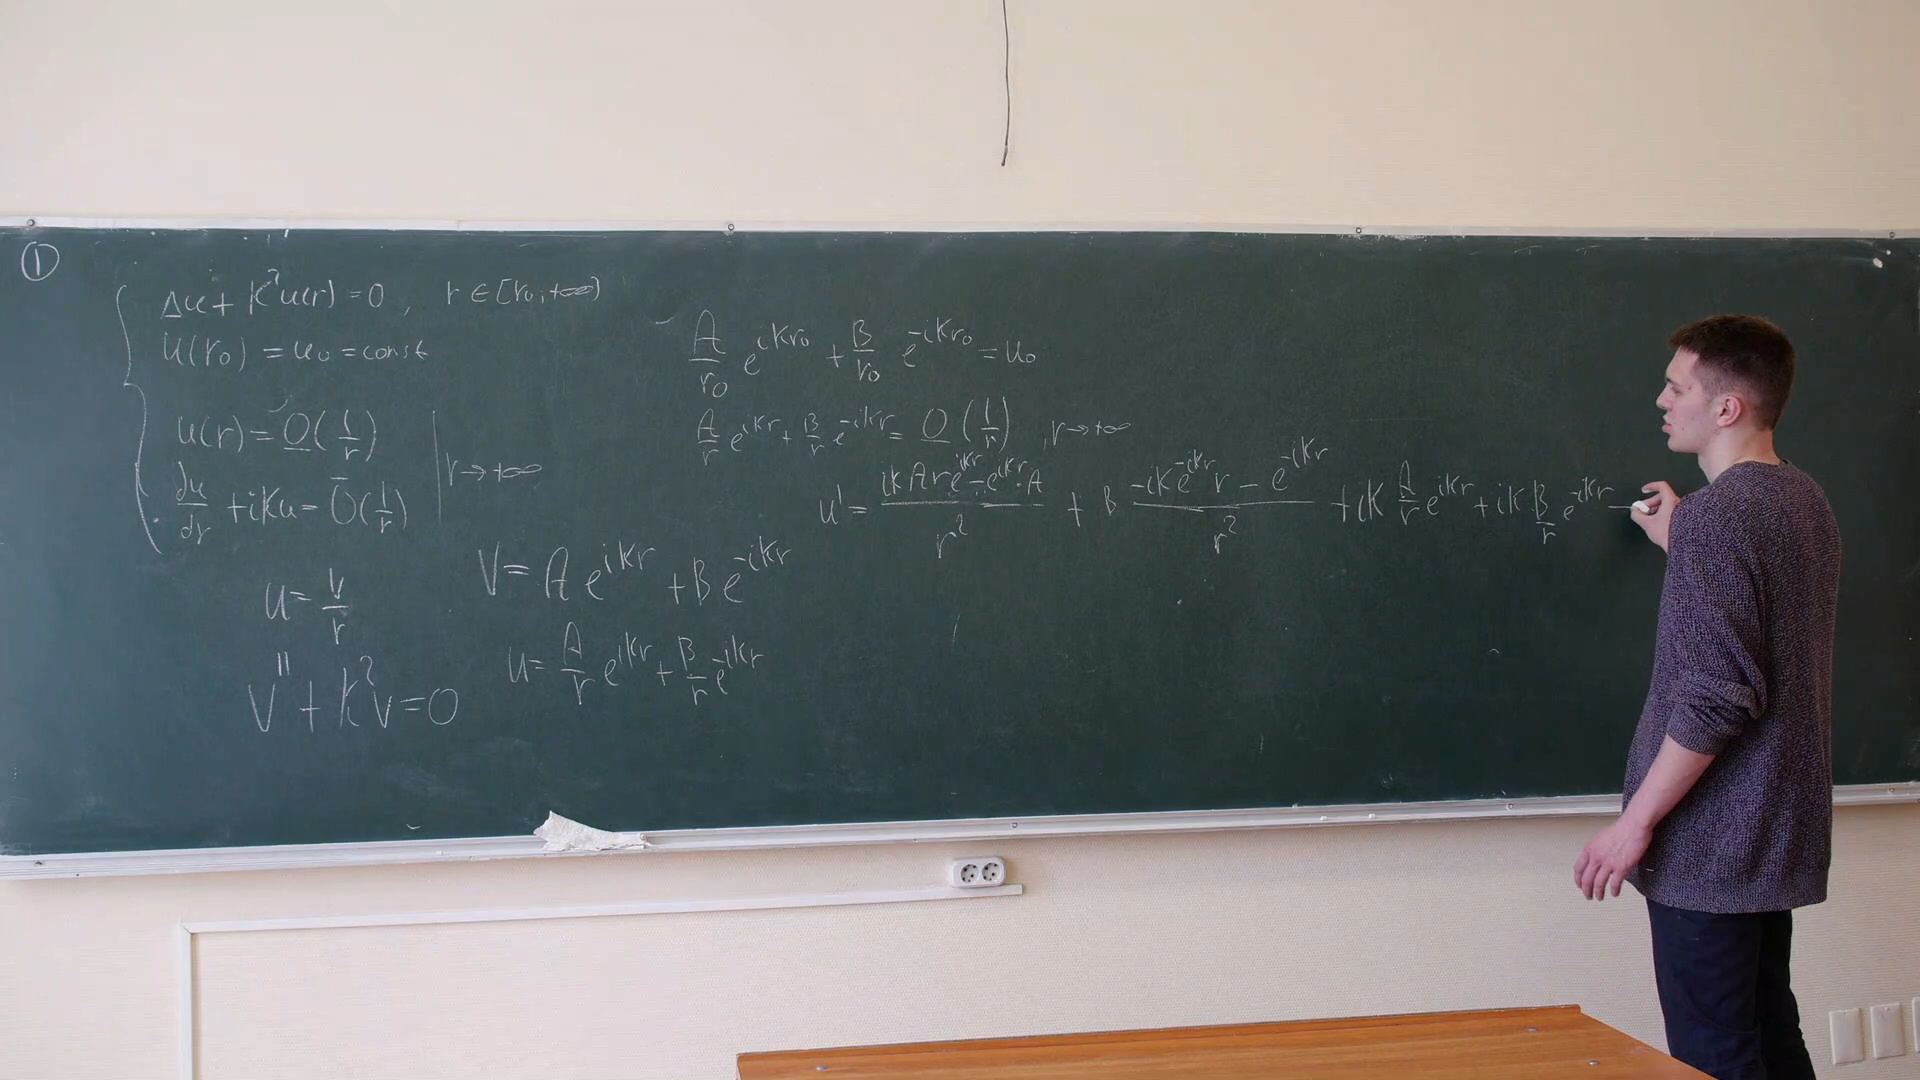 ①
Δu + k²u(r) = 0 , r ∈ [r₀, +∞)
u(r₀) = u₀ = const
u(r) = O(1/r)
du/dr + iku = ō(1/r) | r → +∞
u = v/r
v'' + k²v = 0
V = A e^{ikr} + B e^{-ikr}
u = A/r e^{ikr} + B/r e^{-ikr}
A/r₀ e^{ikr₀} + B/r₀ e^{-ikr₀} = u₀
A/r e^{ikr} + B/r e^{-ikr} = O(1/r) , r → +∞
u' = (ikAre^{ikr} - e^{ikr}·A)/r² + B (-ike^{-ikr}r - e^{-ikr})/r² + ik A/r e^{ikr} + ik B/r e^{-ikr} –